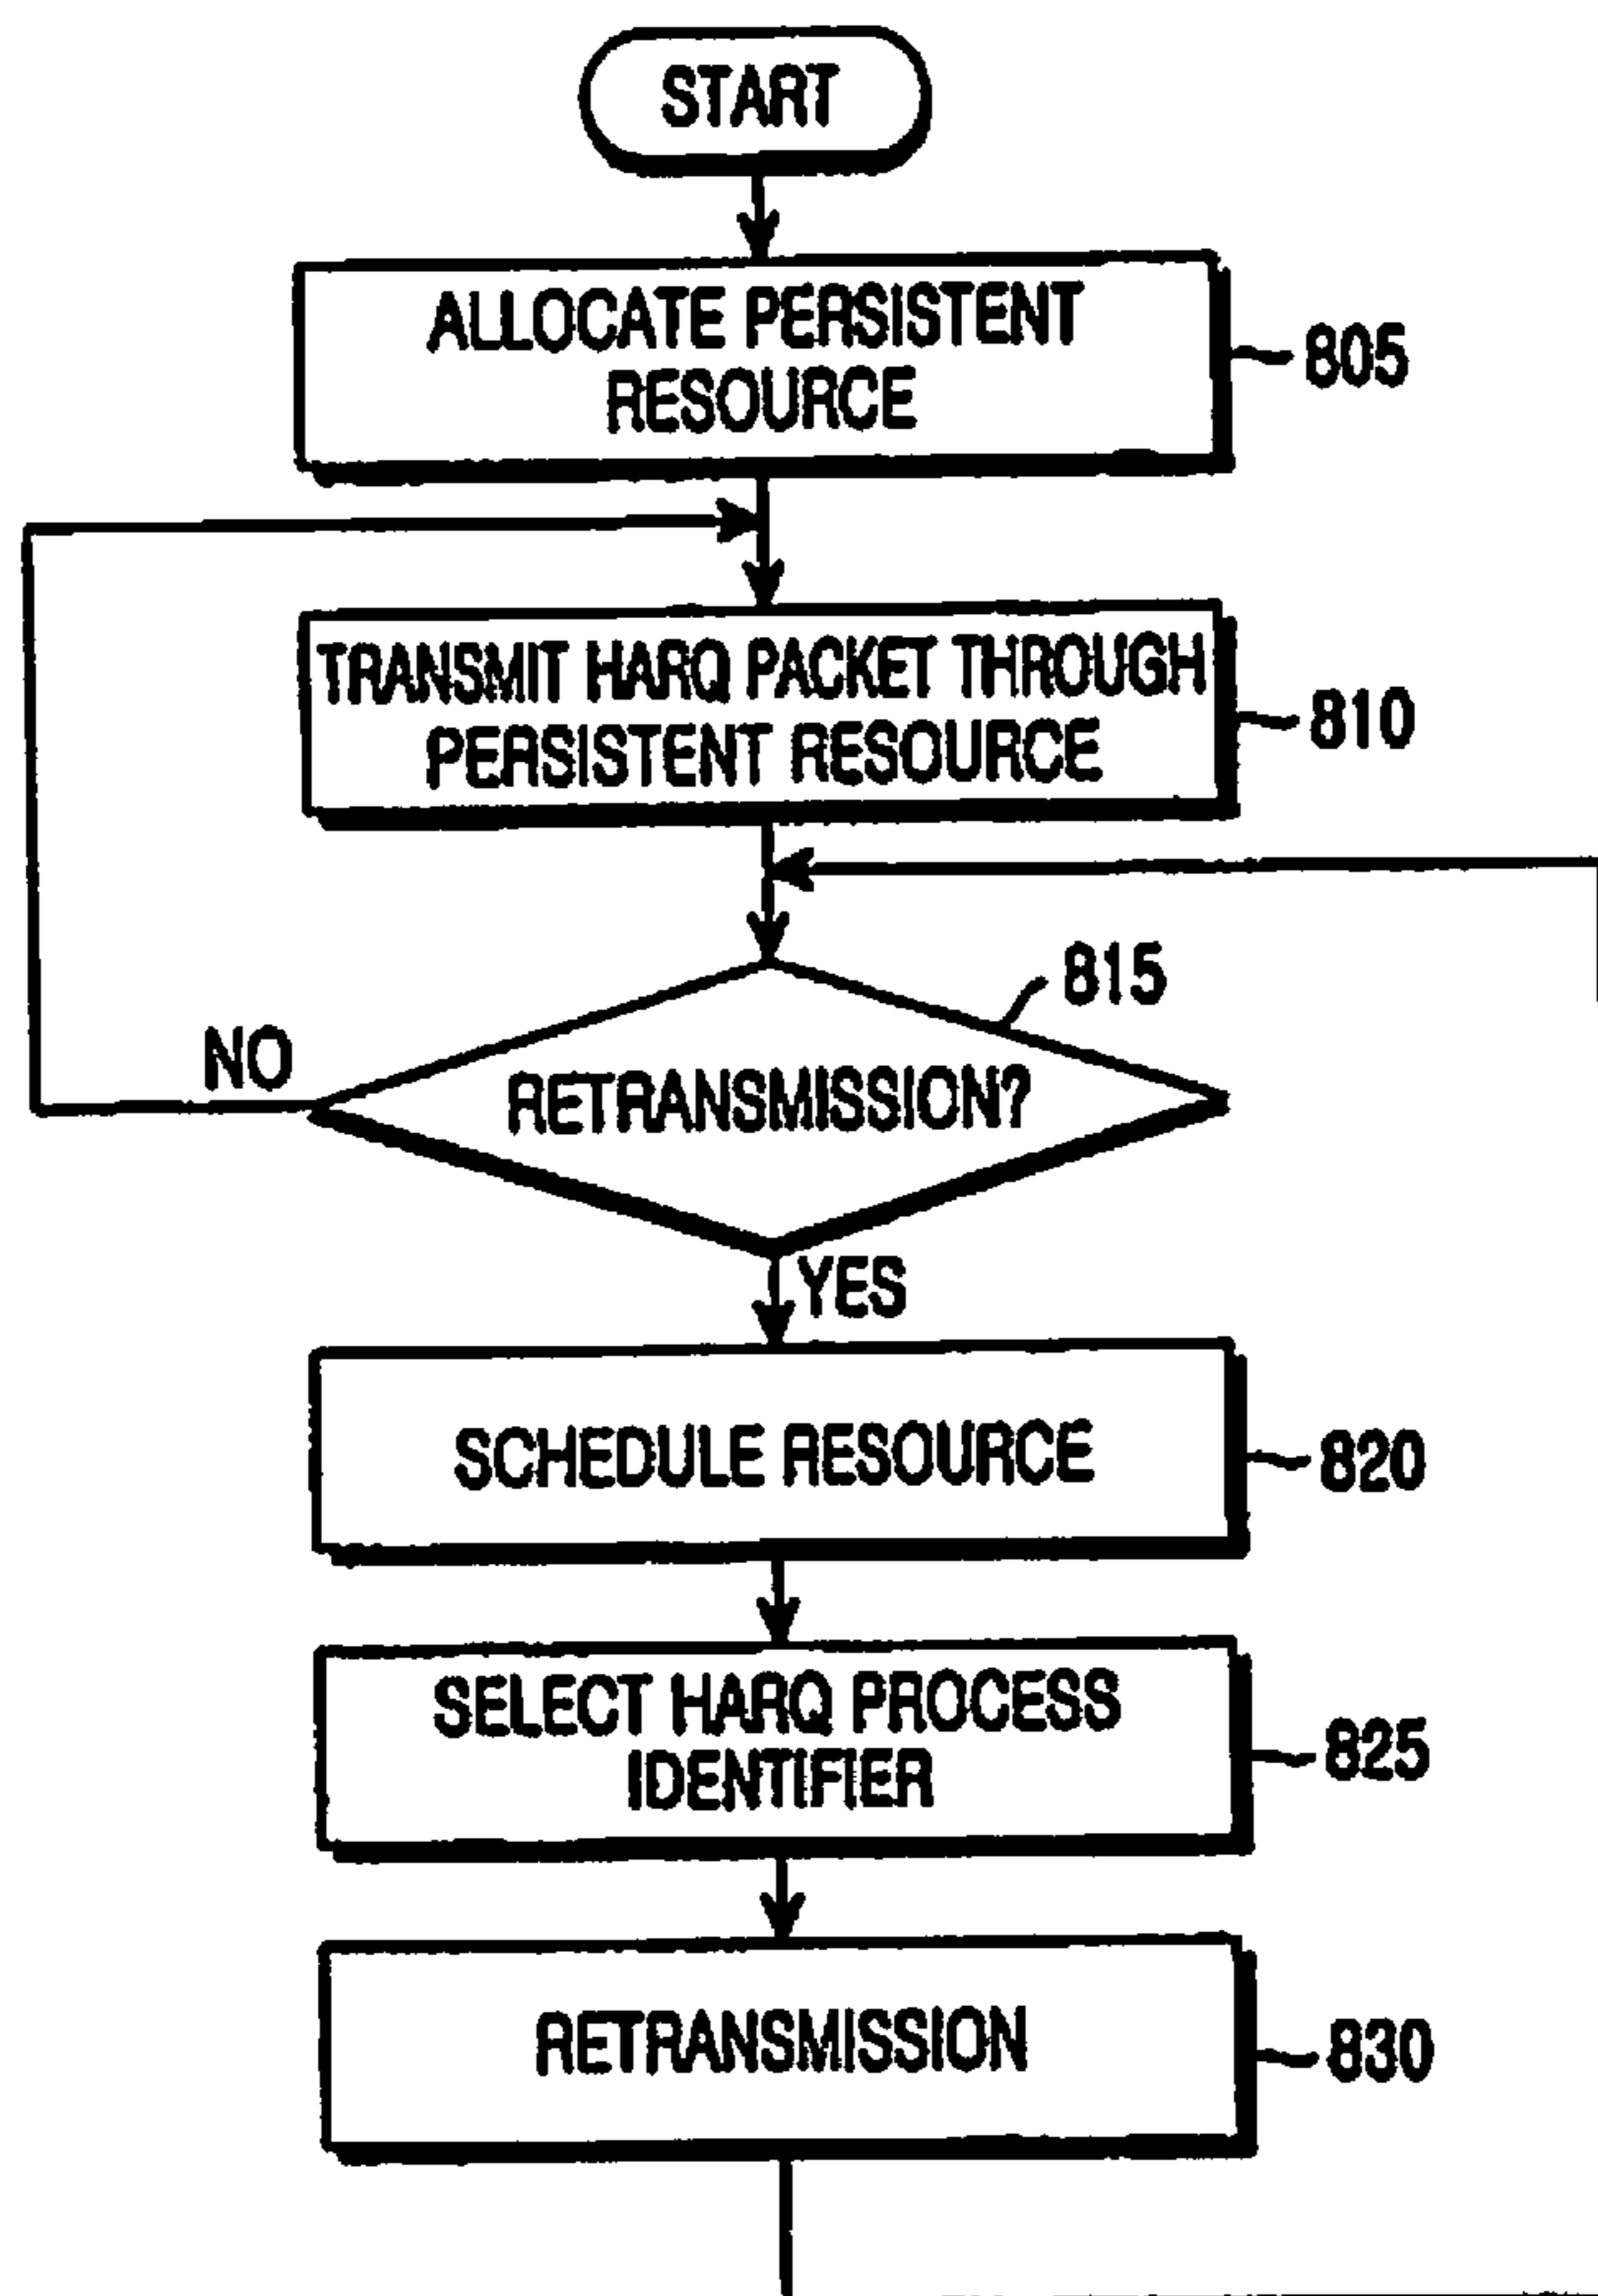 START
ALLOCATE PERSISTENT
RESOURCE
805
TRANSMIT HARQ PACKET THROUGH
PERSISTENT RESOURCE
810
815
NO
RETRANSMISSION?
YES
SCHEDULE RESOURCE
820
SELECT HARQ PROCESS
IDENTIFIER
825
RETRANSMISSION
830